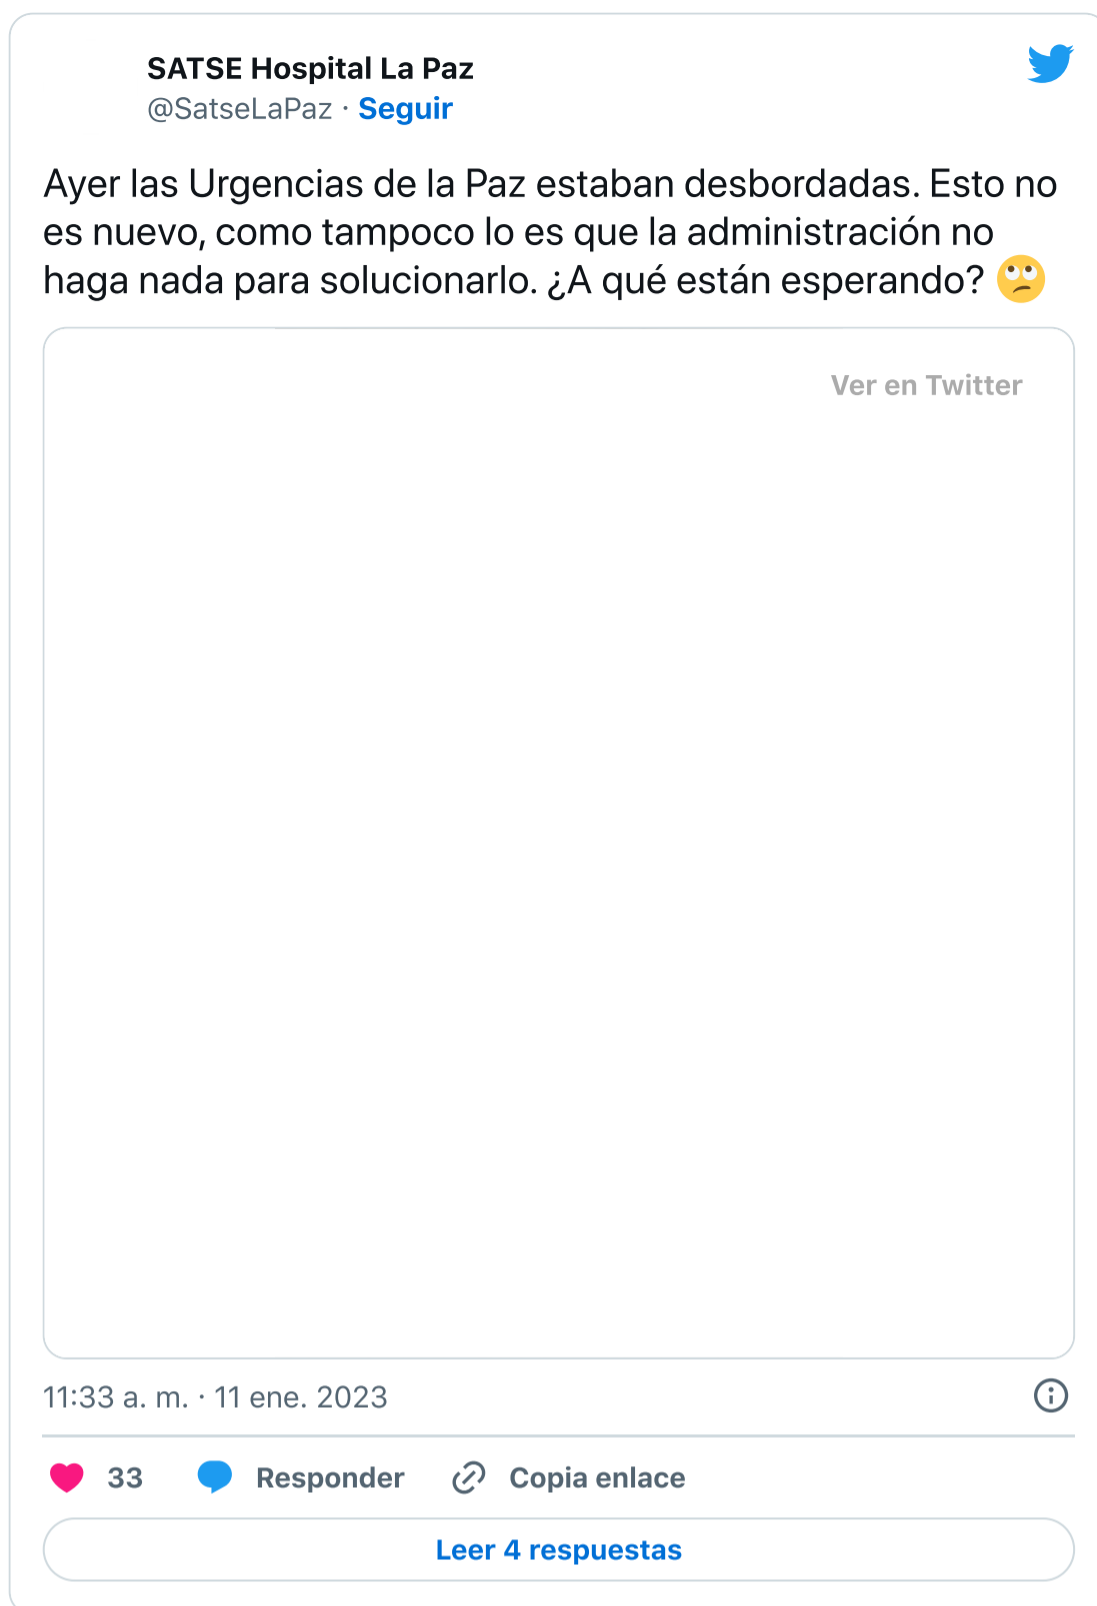 SATSE Hospital La Paz
@SatseLaPaz · Seguir
Ayer las Urgencias de la Paz estaban desbordadas. Esto no
es nuevo, como tampoco lo es que la administración no
haga nada para solucionarlo. ¿A qué están esperando? 🙄
Ver en Twitter
11:33 a. m. · 11 ene. 2023
33 Responder Copia enlace
Leer 4 respuestas